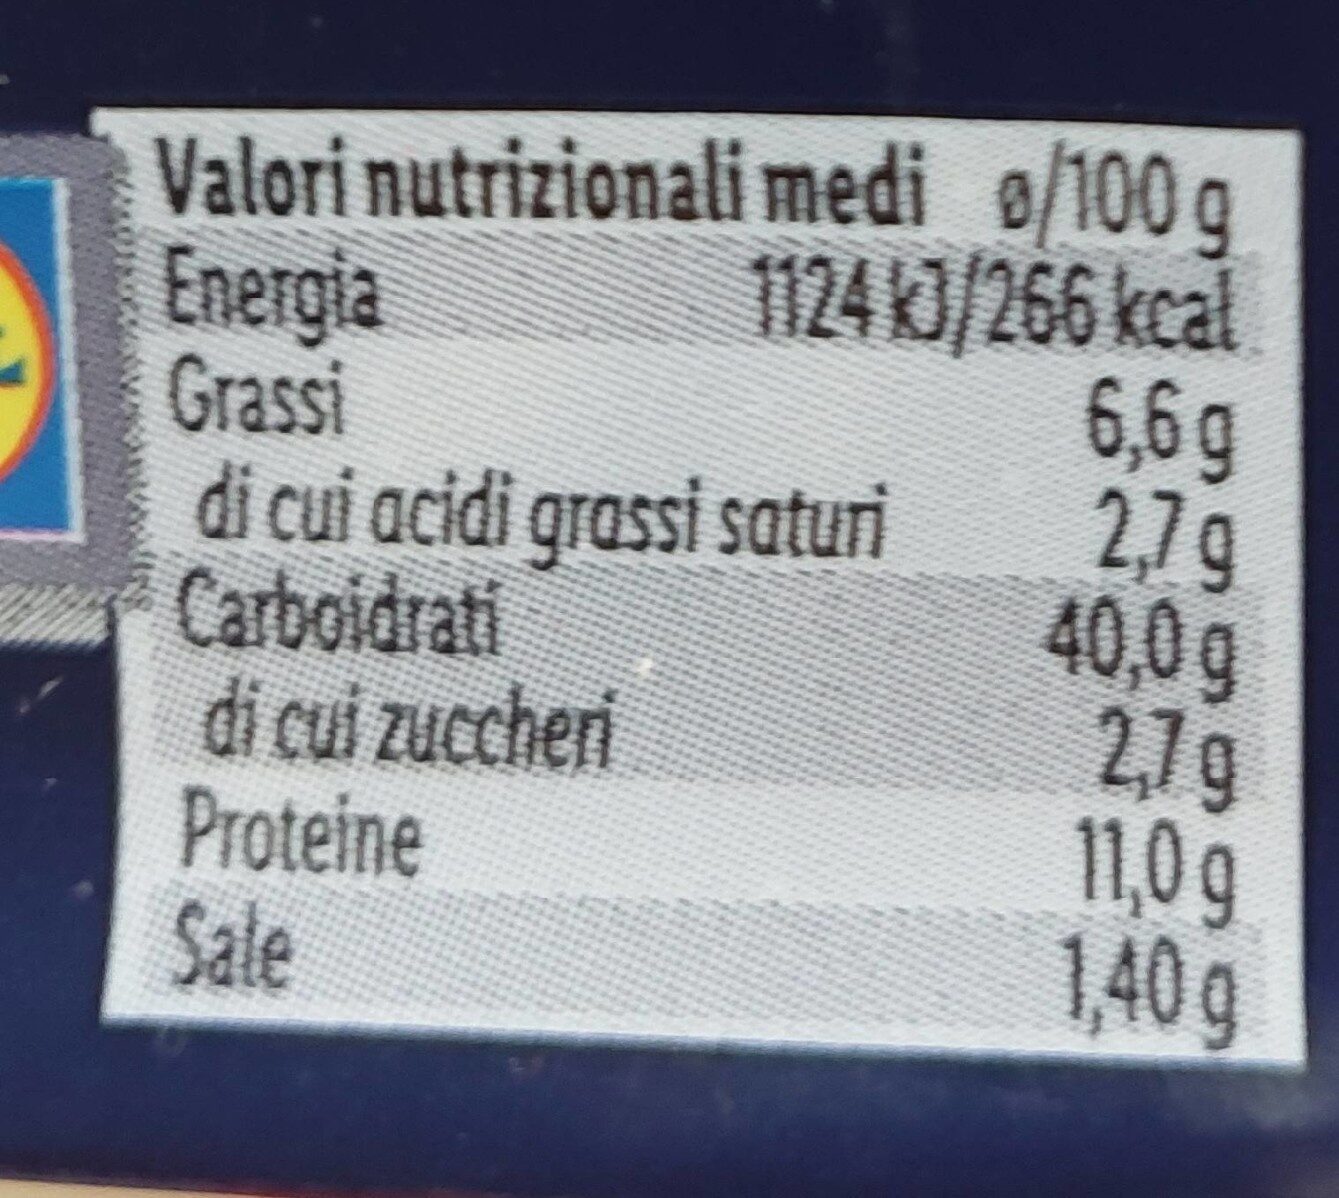 Valori nutrizionali medi ø/100 g
Energia 1124 kJ/266 kcal
Grassi 6,6 g
di cui acidi grassi saturi 2,7 g
Carboidrati 40,0 g
di cui zuccheri 2,7 g
Proteine 11,0 g
Sale 1,40 g